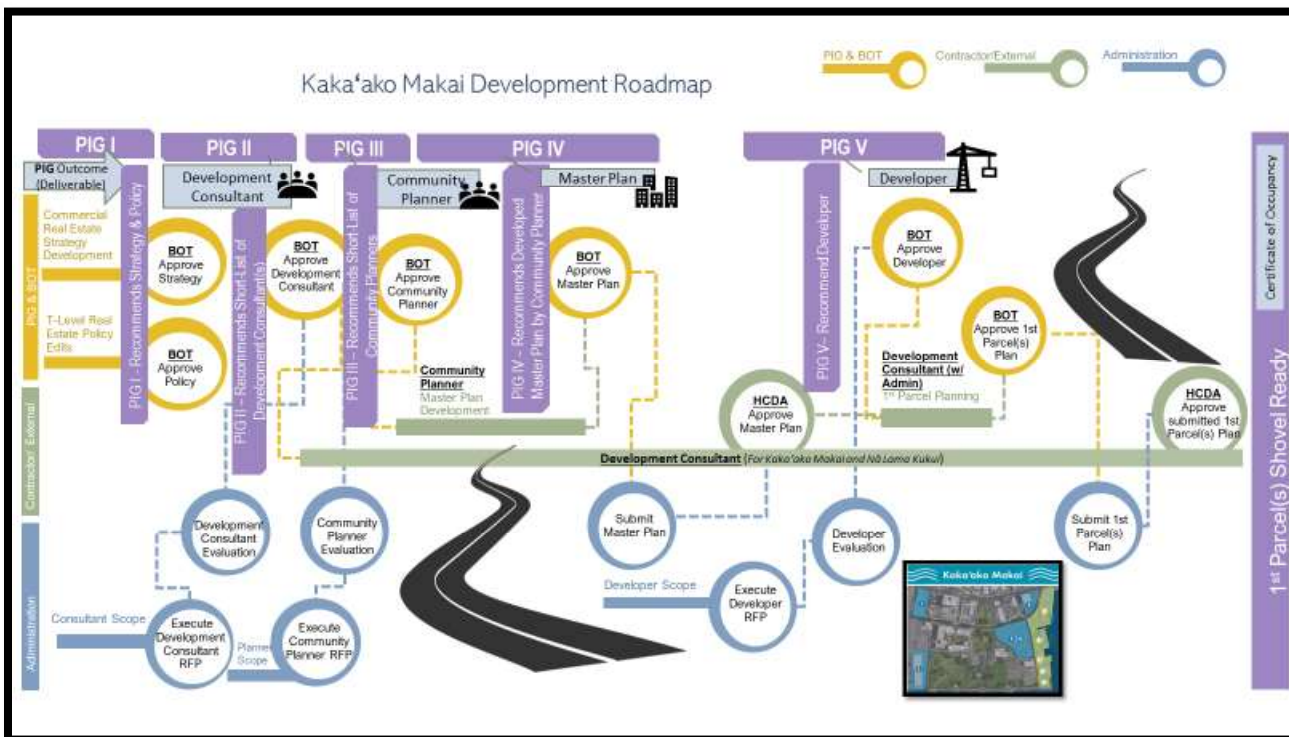 Kakaʻako Makai Development Roadmap
PIG & BOT
Contractor/External
Administration
PIG I
PIG II
PIG III
PIG IV
PIG V
PIG Outcome
(Deliverable)
Development
Consultant
Community
Planner
Master Plan
Developer
PIG & BOT
Commercial
Real Estate
Strategy
Development
T-Level Real
Estate Policy
Edits
PIG I – Recommends Strategy & Policy
BOT
Approve
Strategy
BOT
Approve
Policy
PIG II – Recommends Short-List of
Development Consultant(s)
BOT
Approve
Development
Consultant
PIG III – Recommends Short-List of
Community Planners
BOT
Approve
Community
Planner
PIG IV – Recommends Developed
Master Plan by Community Planner
BOT
Approve
Master Plan
PIG V – Recommend Developer
BOT
Approve
Developer
BOT
Approve 1st
Parcel(s)
Plan
Contractor/ External
Community
Planner
Master Plan
Development
HCDA
Approve
Master Plan
Development
Consultant (w/
Admin)
1st Parcel Planning
HCDA
Approve
submitted 1st
Parcel(s) Plan
Development Consultant (For Kakaʻako Makai and Nā Lama Kukui)
Administration
Development
Consultant
Evaluation
Community
Planner
Evaluation
Submit
Master Plan
Developer
Evaluation
Submit 1st
Parcel(s)
Plan
Consultant Scope
Execute
Development
Consultant
RFP
Planner
Scope
Execute
Community
Planner RFP
Developer Scope
Execute
Developer
RFP
Kakaʻako Makai
Certificate of Occupancy
1st Parcel(s) Shovel Ready